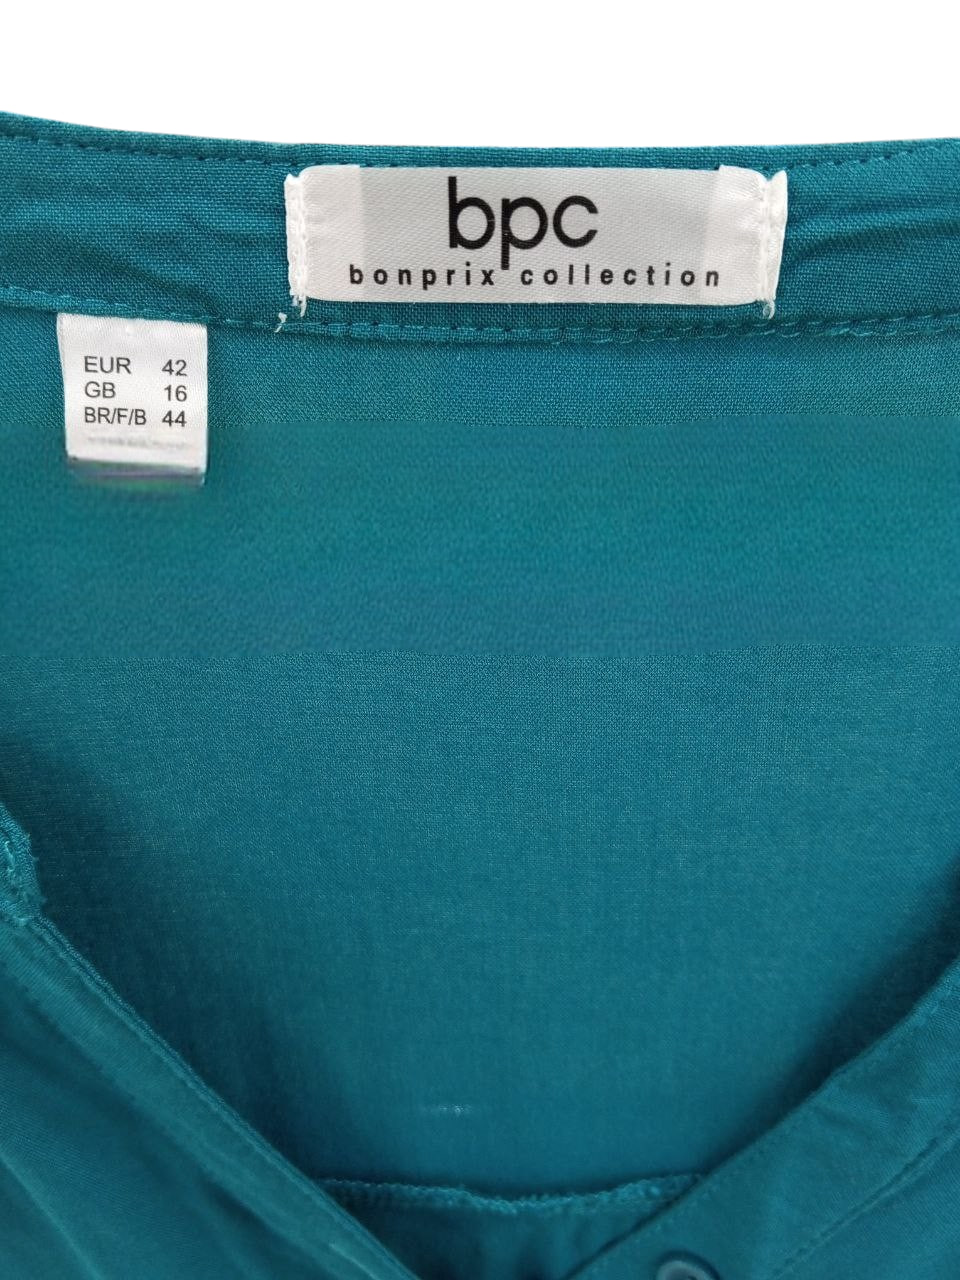 bpc
bonprix collection
EUR 42
GB 16
BR/F/B 44